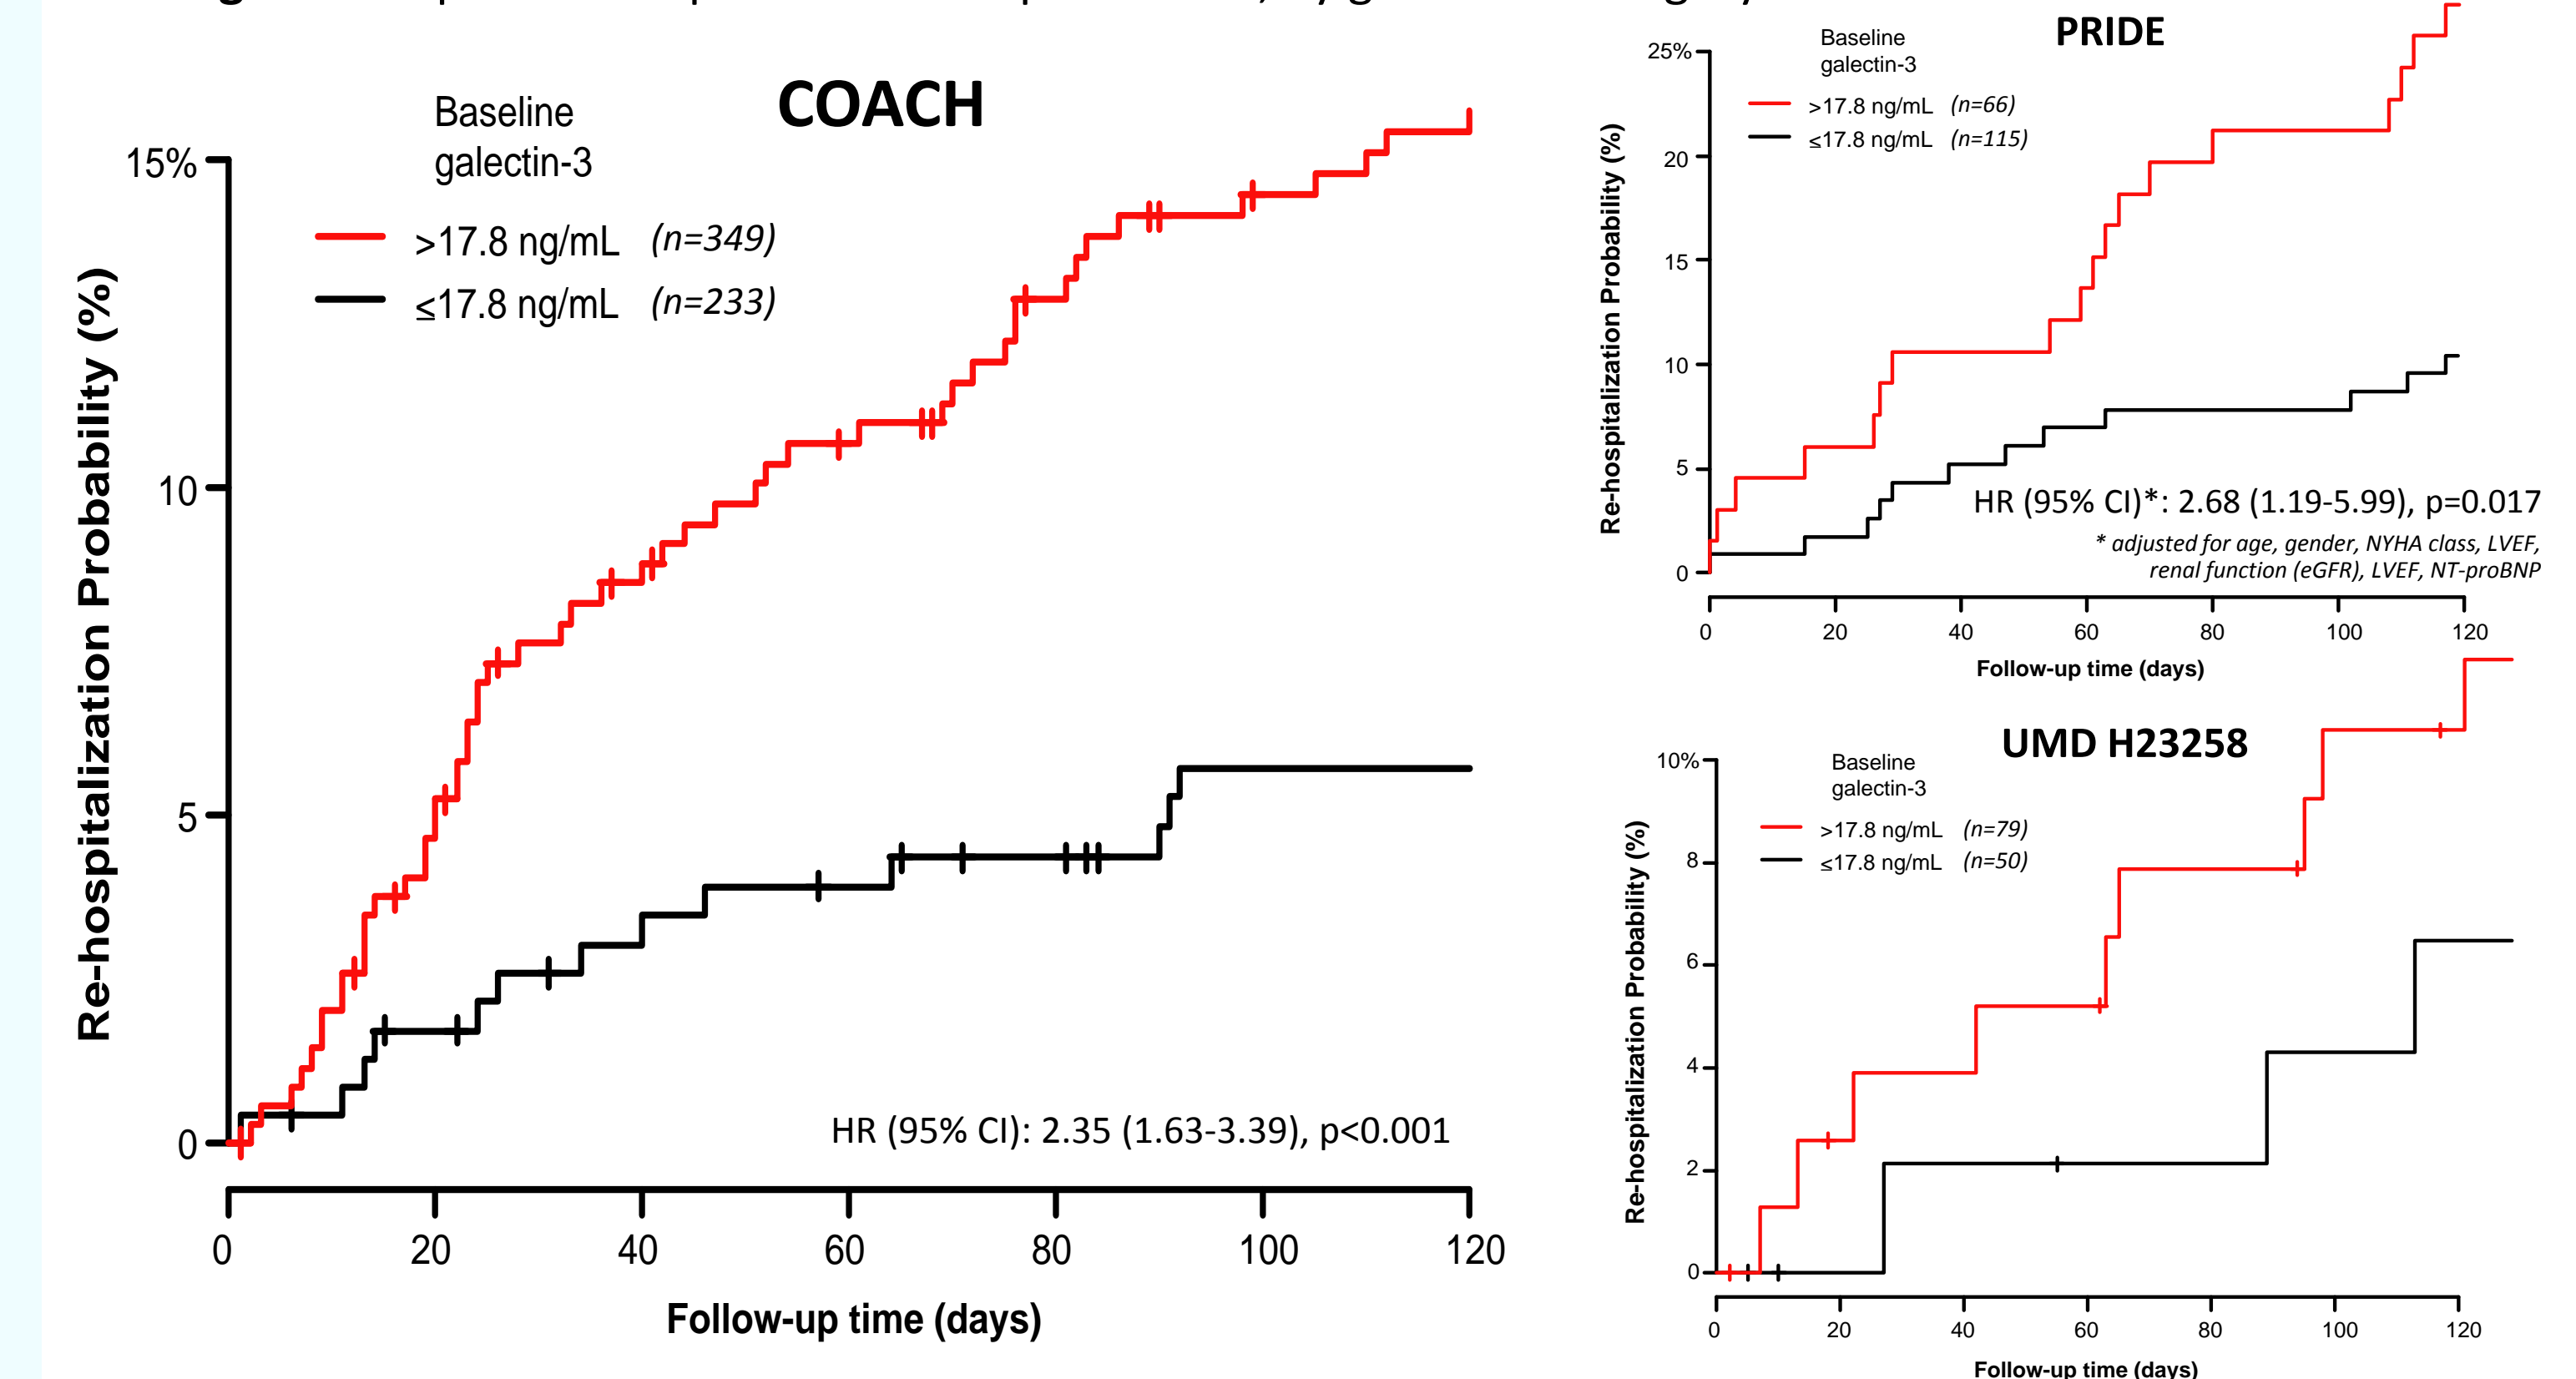 COACH
Baseline
galectin-3
>17.8 ng/mL (n=349)
≤17.8 ng/mL (n=233)
15%
10
5
0
Re-hospitalization Probability (%)
HR (95% CI): 2.35 (1.63-3.39), p<0.001
0 20 40 60 80 100 120
Follow-up time (days)
PRIDE
Baseline
galectin-3
>17.8 ng/mL (n=66)
≤17.8 ng/mL (n=115)
25%
20
15
10
5
0
Re-hospitalization Probability (%)
HR (95% CI)*: 2.68 (1.19-5.99), p=0.017
* adjusted for age, gender, NYHA class, LVEF,
renal function (eGFR), LVEF, NT-proBNP
0 20 40 60 80 100 120
Follow-up time (days)
UMD H23258
Baseline
galectin-3
>17.8 ng/mL (n=79)
≤17.8 ng/mL (n=50)
10%
8
6
4
2
0
Re-hospitalization Probability (%)
0 20 40 60 80 100 120
Follow-up time (days)